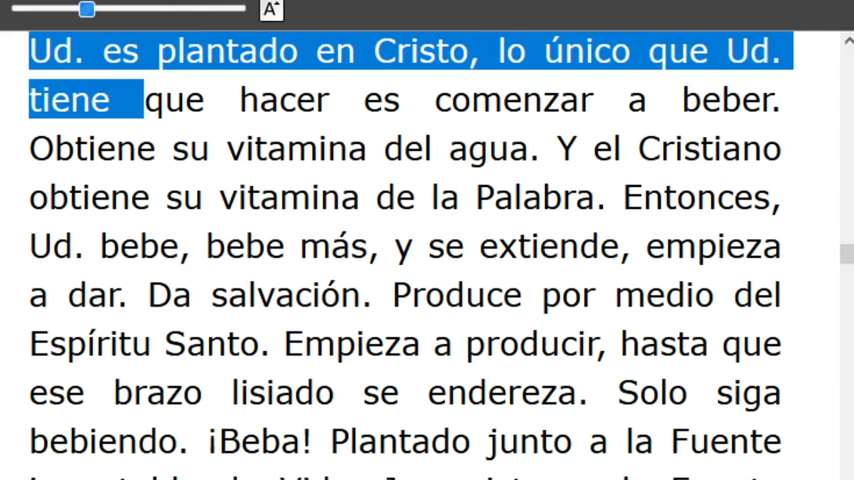 A
Ud. es plantado en Cristo, lo único que Ud.
tiene que hacer es comenzar a beber.
Obtiene su vitamina del agua. Y el Cristiano
obtiene su vitamina de la Palabra. Entonces,
Ud. bebe, bebe más, y se extiende, empieza
a dar. Da salvación. Produce por medio del
Espíritu Santo. Empieza a producir, hasta que
ese brazo lisiado se endereza. Solo siga
bebiendo. ¡Beba! Plantado junto a la Fuente